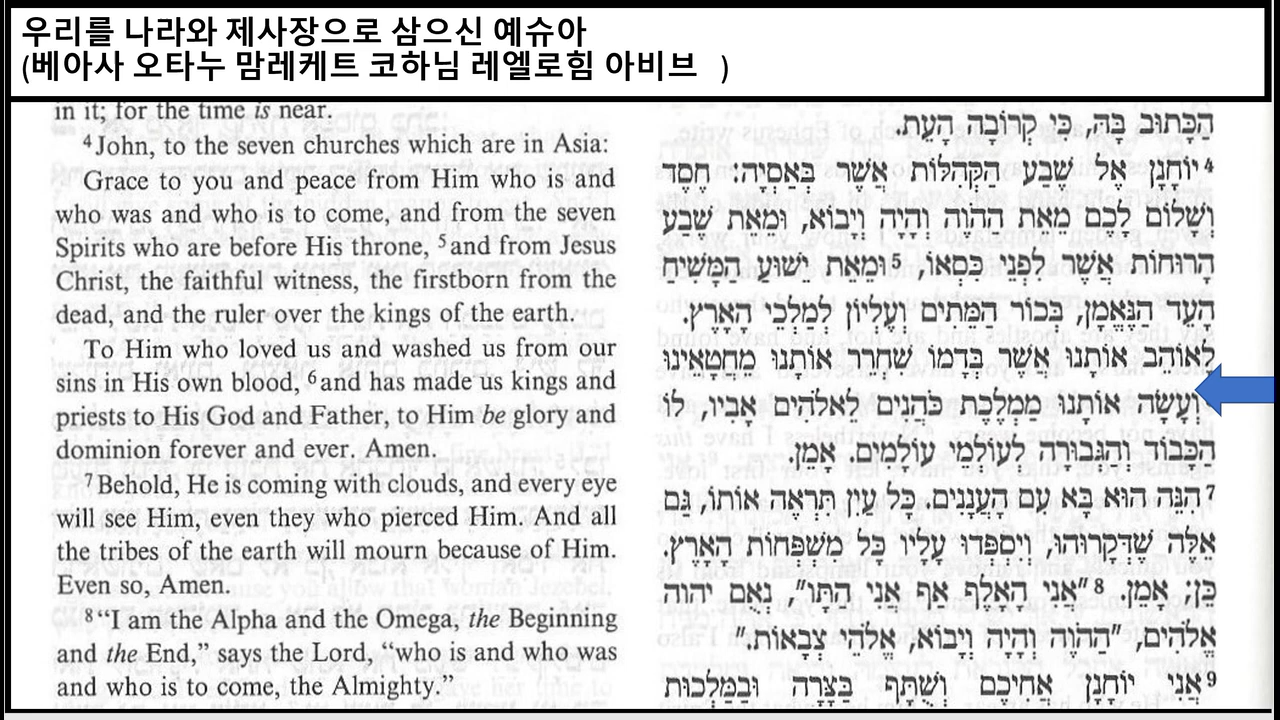 우리를 나라와 제사장으로 삼으신 예슈아
(베아사 오타누 맘레케트 코하님 레엘로힘 아비브 )
in it; for the time is near.
4 John, to the seven churches which are in Asia:
Grace to you and peace from Him who is and
who was and who is to come, and from the seven
Spirits who are before His throne, 5 and from Jesus
Christ, the faithful witness, the firstborn from the
dead, and the ruler over the kings of the earth.
To Him who loved us and washed us from our
sins in His own blood, 6 and has made us kings and
priests to His God and Father, to Him be glory and
dominion forever and ever. Amen.
7 Behold, He is coming with clouds, and every eye
will see Him, even they who pierced Him. And all
the tribes of the earth will mourn because of Him.
Even so, Amen.
8 "I am the Alpha and the Omega, the Beginning
and the End," says the Lord, "who is and who was
and who is to come, the Almighty."
הַכָּתוּב בָּהּ, כִּי קְרוֹבָה הָעֵת.
4 יוֹחָנָן אֶל שֶׁבַע הַקְּהִלּוֹת אֲשֶׁר בְּאַסְיָה: חֶסֶד
וְשָׁלוֹם לָכֶם מֵאֵת הַהֹוֶה וְהָיָה וְיָבוֹא, וּמֵאֵת שֶׁבַע
הָרוּחוֹת אֲשֶׁר לִפְנֵי כִּסְאוֹ, 5 וּמֵאֵת יֵשׁוּעַ הַמָּשִׁיחַ
הָעֵד הַנֶּאֱמָן, בְּכוֹר הַמֵּתִים וְעֶלְיוֹן לְמַלְכֵי הָאָרֶץ.
לָאוֹהֵב אוֹתָנוּ אֲשֶׁר בְּדָמוֹ שִׁחְרֵר אוֹתָנוּ מֵחֲטָאֵינוּ
6 וְעָשָׂה אוֹתָנוּ מַמְלֶכֶת כֹּהֲנִים לֵאלֹהִים אָבִיו, לוֹ
הַכָּבוֹד וְהַגְּבוּרָה לְעוֹלְמֵי עוֹלָמִים. אָמֵן.
7 הִנֵּה הוּא בָּא עִם הָעֲנָנִים. כָּל עַיִן תִּרְאֶה אוֹתוֹ, גַּם
אֵלֶּה שֶׁדְּקָרוּהוּ, וְיִסְפְּדוּ עָלָיו כָּל מִשְׁפְּחוֹת הָאָרֶץ.
כֵּן, אָמֵן. 8 "אֲנִי הָאָלֶף אַף אֲנִי הַתָּו", נְאֻם יהוה
אֱלֹהִים, "הַהֹוֶה וְהָיָה וְיָבוֹא, אֱלֹהֵי צְבָאוֹת."
9 אֲנִי יוֹחָנָן אֲחִיכֶם וְשֻׁתָּף בַּצָּרָה וּבַמַּלְכוּת